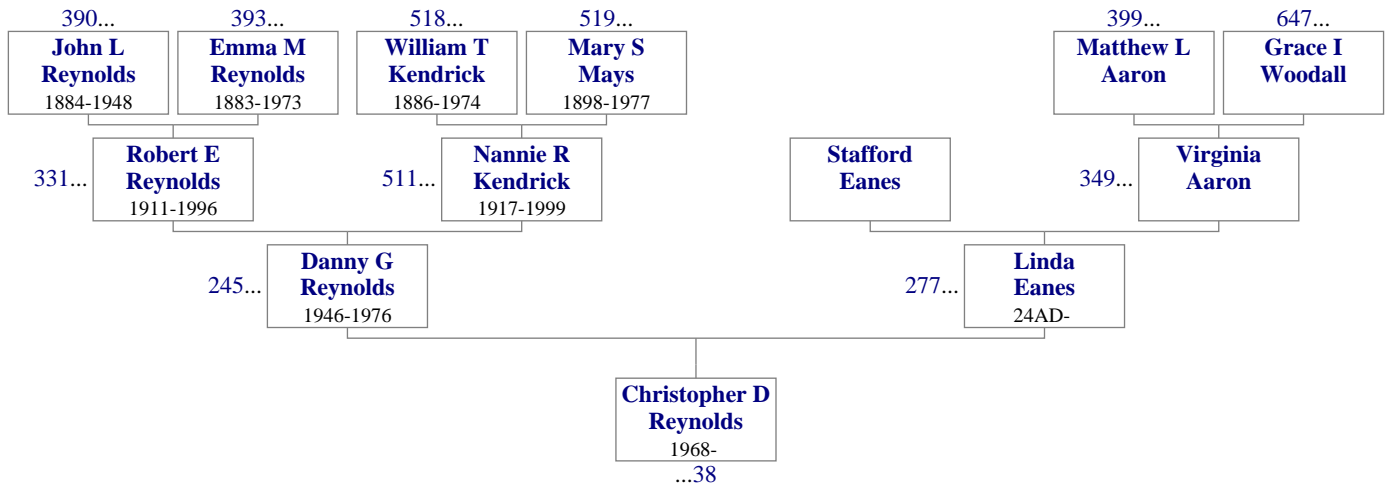 390...
393...
518...
519...
399...
647...
John L
Reynolds
1884-1948
Emma M
Reynolds
1883-1973
William T
Kendrick
1886-1974
Mary S
Mays
1898-1977
Matthew L
Aaron
Grace I
Woodall
331...
Robert E
Reynolds
1911-1996
511...
Nannie R
Kendrick
1917-1999
Stafford
Eanes
349...
Virginia
Aaron
245...
Danny G
Reynolds
1946-1976
277...
Linda
Eanes
24AD-
Christopher D
Reynolds
1968-
...38